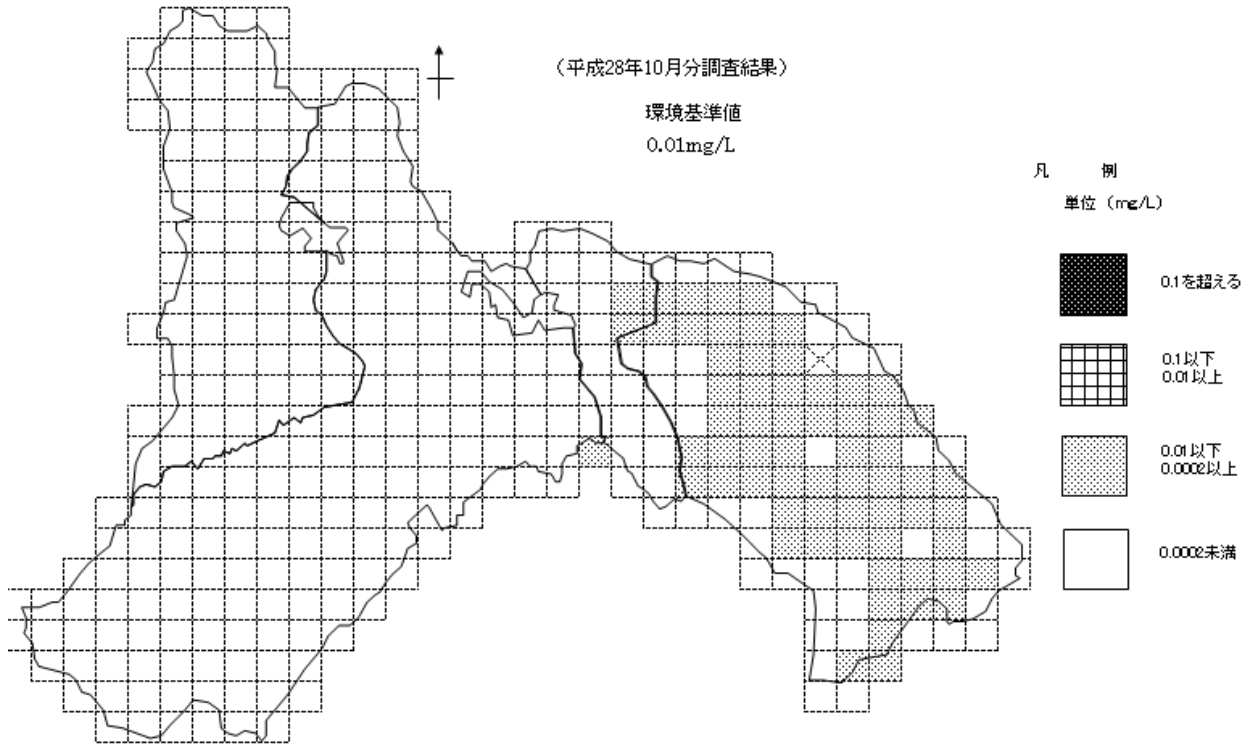 (平成28年10月分調査結果)
環境基準値
0.01mg/L
凡 例
単位 (mg/L)
0.1を超える
0.1以下
0.01以上
0.01以下
0.0002以上
0.0002未満